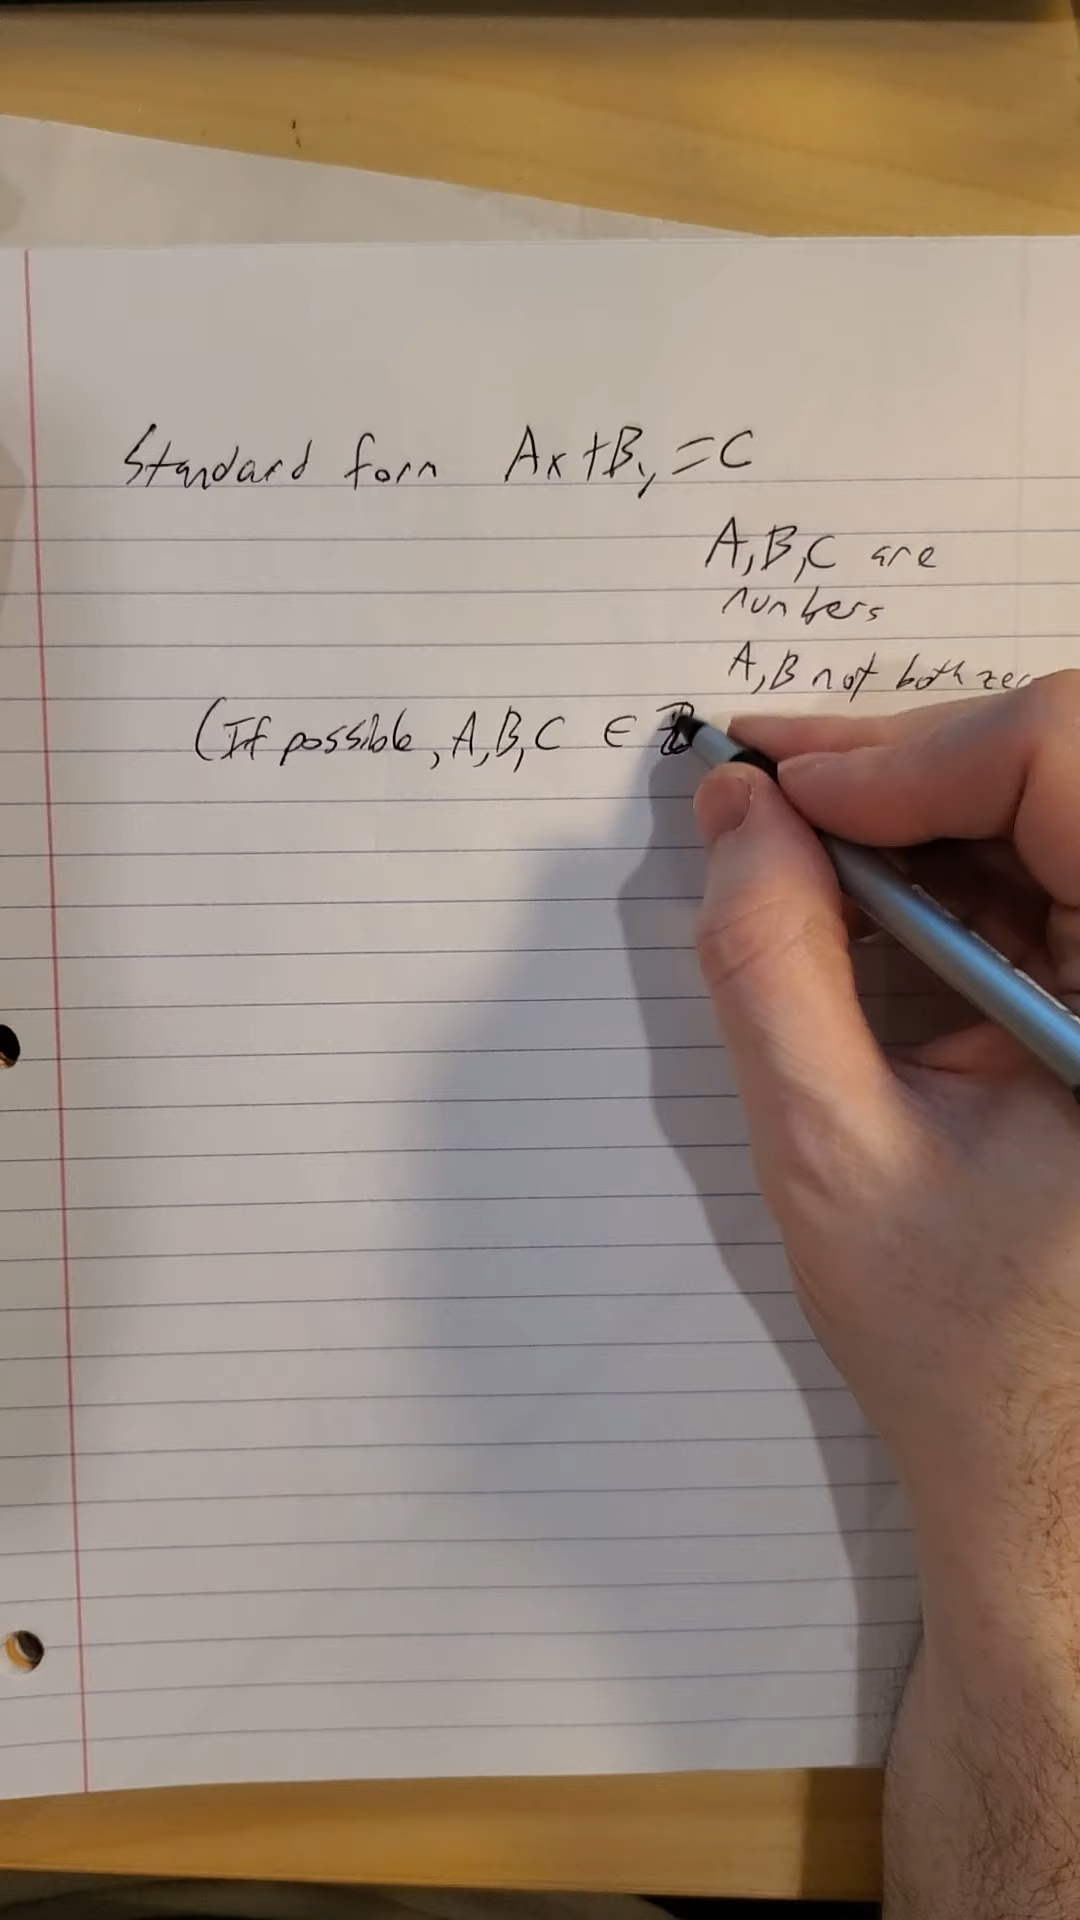 Standard form Ax+By=C
A,B,C are
numbers
A,B not both
(If possible, A,B,C ∈ ℤ